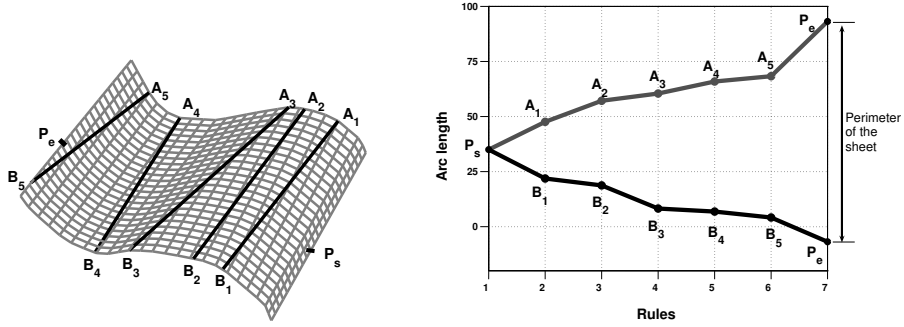 A5
A4
A3
A2
A1
Pe
B5
Ps
B4
B3
B2
B1
100
75
50
25
0
Arc length
Ps
A1
A2
A3
A4
A5
Pe
B1
B2
B3
B4
B5
Pe
Perimeter
of the
sheet
1 2 3 4 5 6 7
Rules